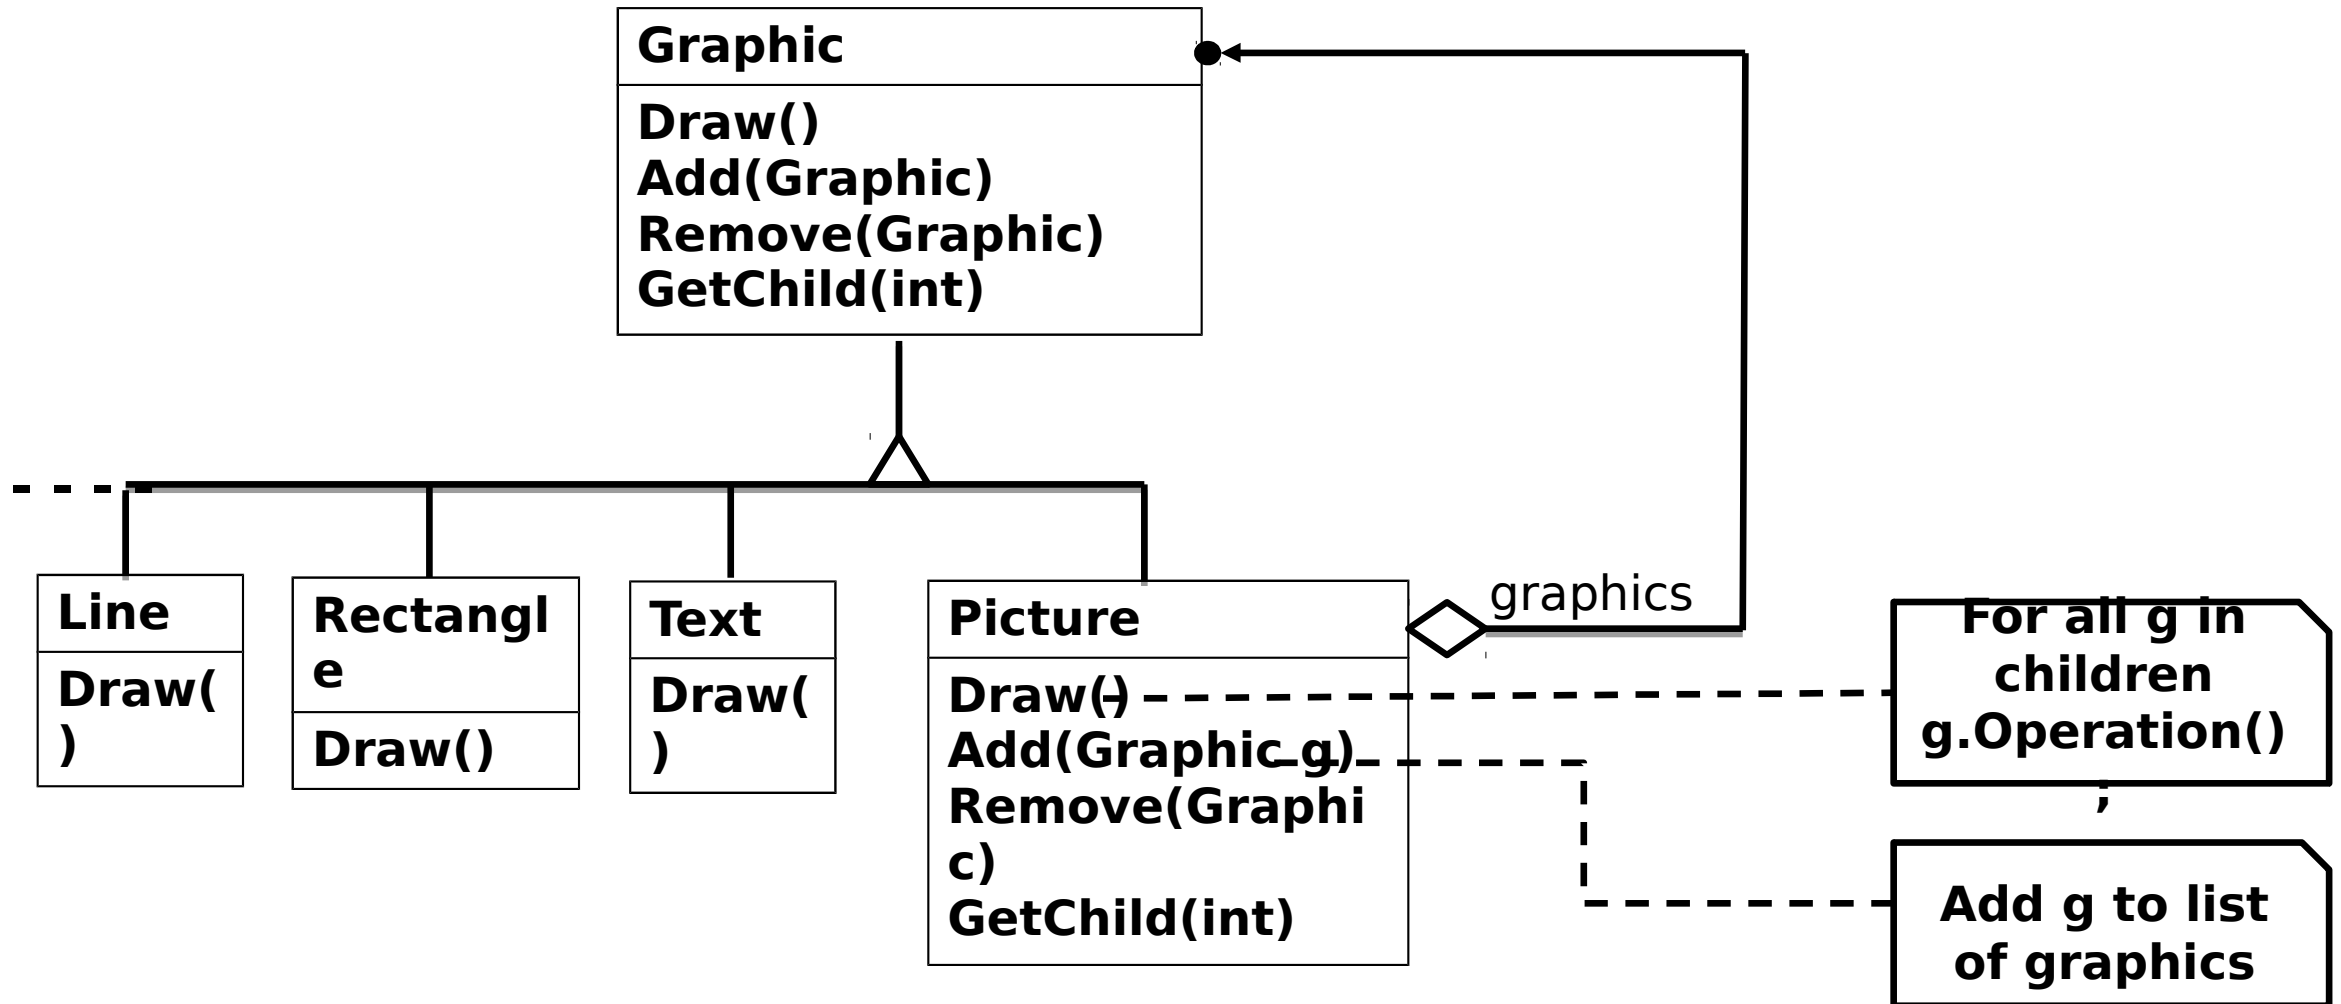 Graphic
Draw()
Add(Graphic)
Remove(Graphic)
GetChild(int)
Line
Draw(
)
Rectangl
e
Draw()
Text
Draw(
)
Picture
Draw()
Add(Graphic g)
Remove(Graphi
c)
GetChild(int)
graphics
For all g in
children
g.Operation()
;
Add g to list
of graphics